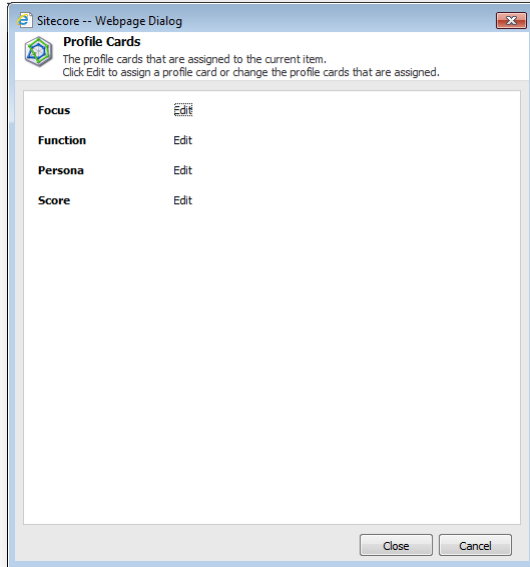 Sitecore -- Webpage Dialog
Profile Cards
The profile cards that are assigned to the current item.
Click Edit to assign a profile card or change the profile cards that are assigned.
Focus Edit
Function Edit
Persona Edit
Score Edit
Close Cancel